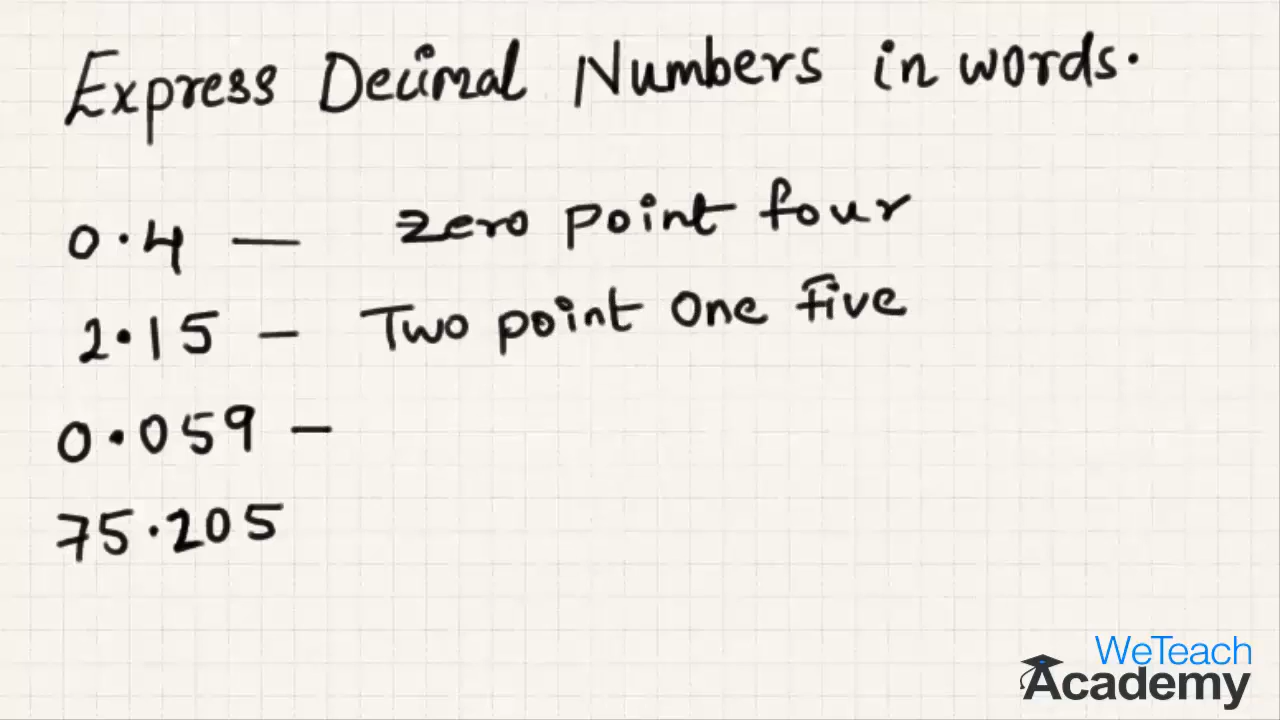 Express Decimal Numbers in words.
0.4 — zero point four
2.15 – Two point One five
0.059 –
75.205
WeTeach
Academy